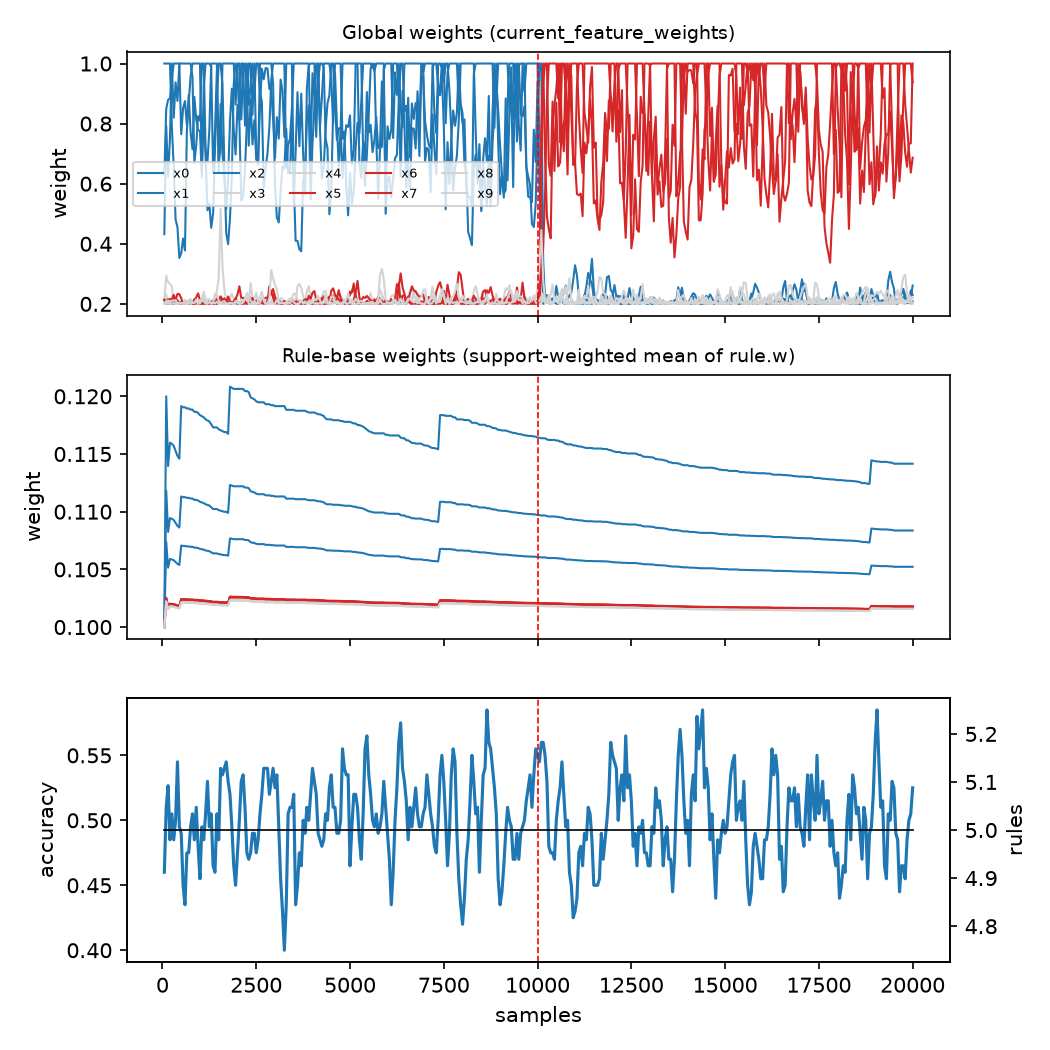 Global weights (current_feature_weights)
1.0
0.8
0.6
0.4
0.2
weight
x0 x2 x4 x6 x8
x1 x3 x5 x7 x9
Rule-base weights (support-weighted mean of rule.w)
0.120
0.115
0.110
0.105
0.100
weight
0.55
0.50
0.45
0.40
accuracy
5.2
5.1
5.0
4.9
4.8
rules
0 2500 5000 7500 10000 12500 15000 17500 20000
samples